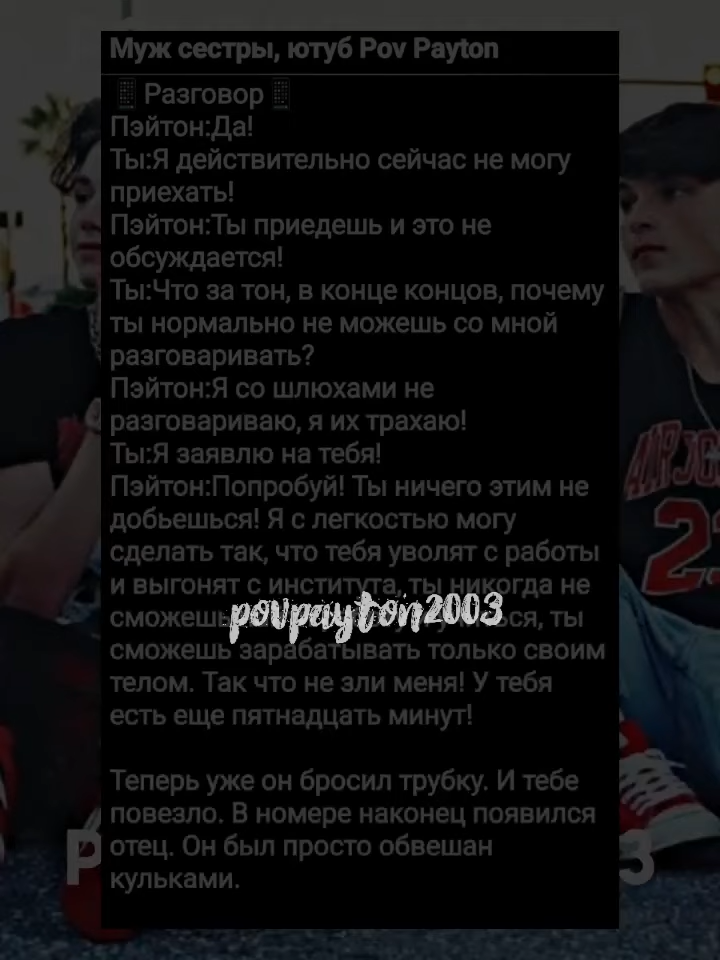 Муж сестры, ютуб Pov Payton
Разговор
Пэйтон:Да!
Ты:Я действительно сейчас не могу
приехать!
Пэйтон:Ты приедешь и это не
обсуждается!
Ты:Что за тон, в конце концов, почему
ты нормально не можешь со мной
разговаривать?
Пэйтон:Я со шлюхами не
разговариваю, я их трахаю!
Ты:Я заявлю на тебя!
Пэйтон:Попробуй! Ты ничего этим не
добьешься! Я с легкостью могу
сделать так, что тебя уволят с работы
и выгонят с института, ты никогда не
сможешь
povpayton2003
ты
сможешь зарабатывать только своим
телом. Так что не зли меня! У тебя
есть еще пятнадцать минут!
Теперь уже он бросил трубку. И тебе
повезло. В номере наконец появился
отец. Он был просто обвешан
кульками.
P
3
23